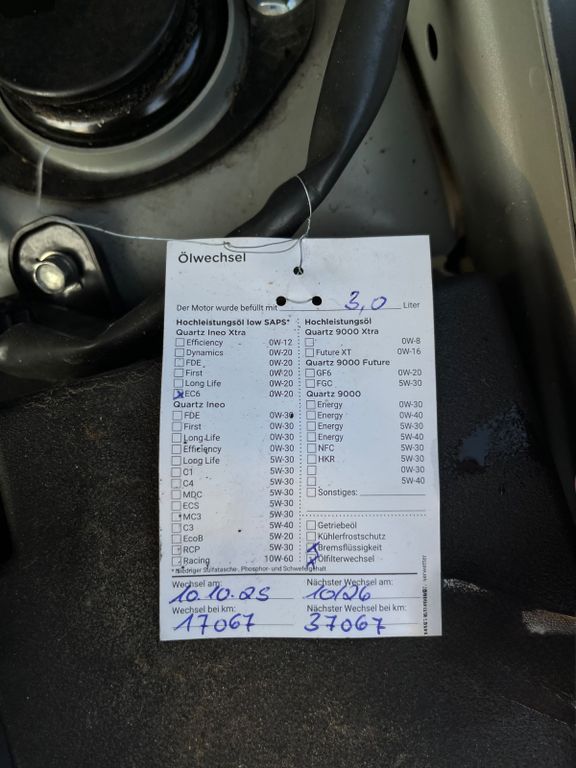 Ölwechsel
Der Motor wurde befüllt mit 3,0 Liter
Hochleistungsöl low SAPS*
Quartz Ineo Xtra
Efficiency 0W-12
Dynamics 0W-20
FDE 0W-20
First 0W-20
Long Life 0W-20
x EC6 0W-20
Quartz Ineo
FDE 0W-30
First 0W-30
Long Life 0W-30
Efficiency 0W-30
Long Life 5W-30
C1 5W-30
C4 5W-30
MDC 5W-30
ECS 5W-30
MC3 5W-30
C3 5W-40
EcoB 5W-20
RCP 5W-30
Racing 10W-60
Hochleistungsöl
Quartz 9000 Xtra
0W-8
Future XT 0W-16
Quartz 9000 Future
GF6 0W-20
FGC 5W-30
Quartz 9000
Energy 0W-30
Energy 0W-40
Energy 5W-30
Energy 5W-40
NFC 5W-30
HKR 5W-30
0W-30
5W-40
Sonstiges:
Getriebeöl
Kühlerfrostschutz
x Bremsflüssigkeit
x Ölfilterwechsel
* niedriger Sulfatasche-, Phosphor- und Schwefelgehalt
Wechsel am: 10.10.25
Nächster Wechsel am: 10/26
Wechsel bei km: 17067
Nächster Wechsel bei km: 37067